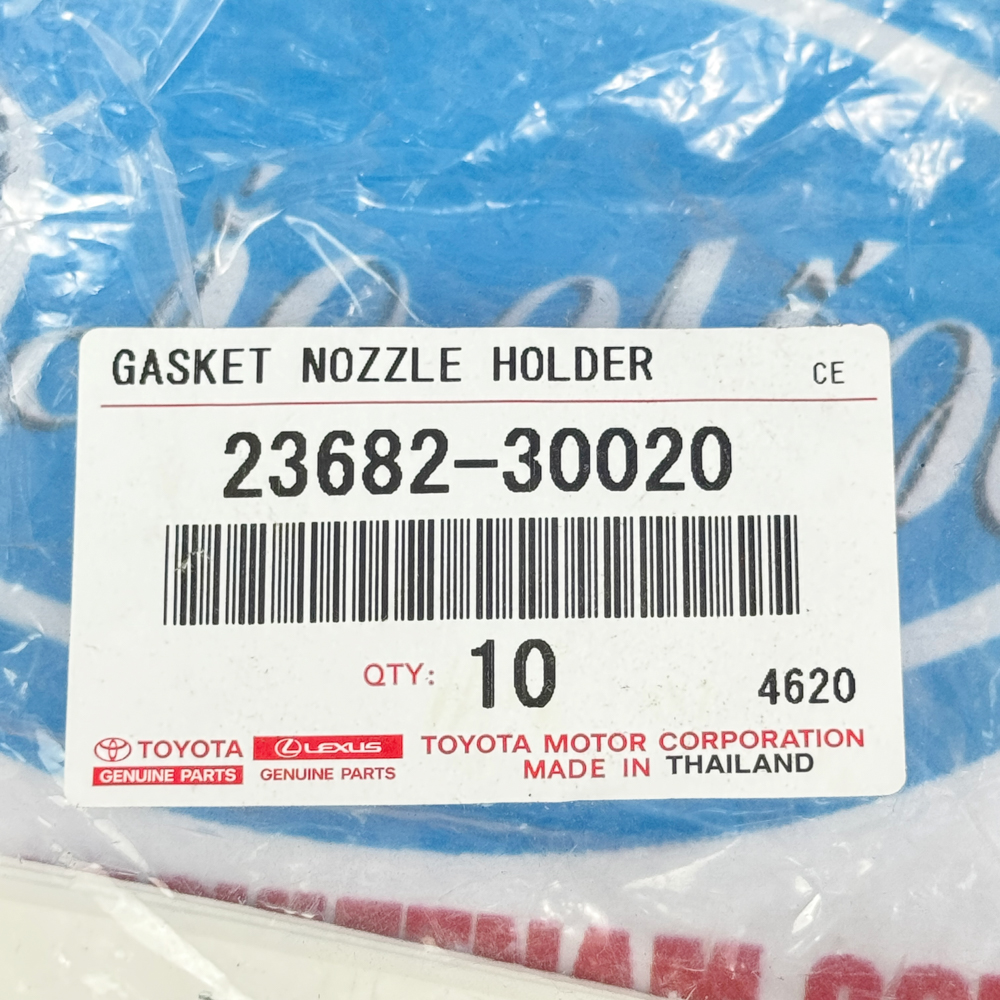 GASKET NOZZLE HOLDER CE
23682-30020
QTY: 10 4620
TOYOTA LEXUS TOYOTA MOTOR CORPORATION
GENUINE PARTS GENUINE PARTS MADE IN THAILAND